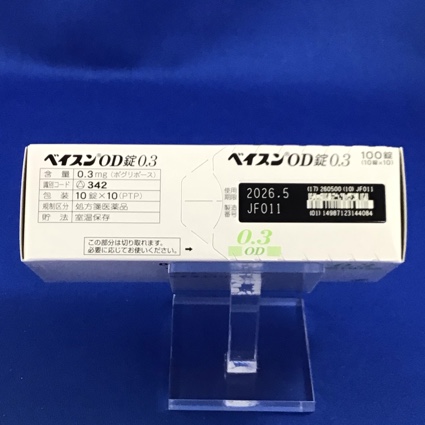 ベイスンOD錠0.3
含量 0.3mg(ボグリボース)
識別コード 342
包装 10錠×10(PTP)
規制区分 処方箋医薬品
貯法 室温保存
この部分は切り取れます。
必要に応じてお使いください。
ベイスンOD錠0.3 100錠
(10錠×10)
使用期限 2026.5
製造番号 JF011
(17) 260500 (10) JF011
(01) 14987123144084
0.3
OD